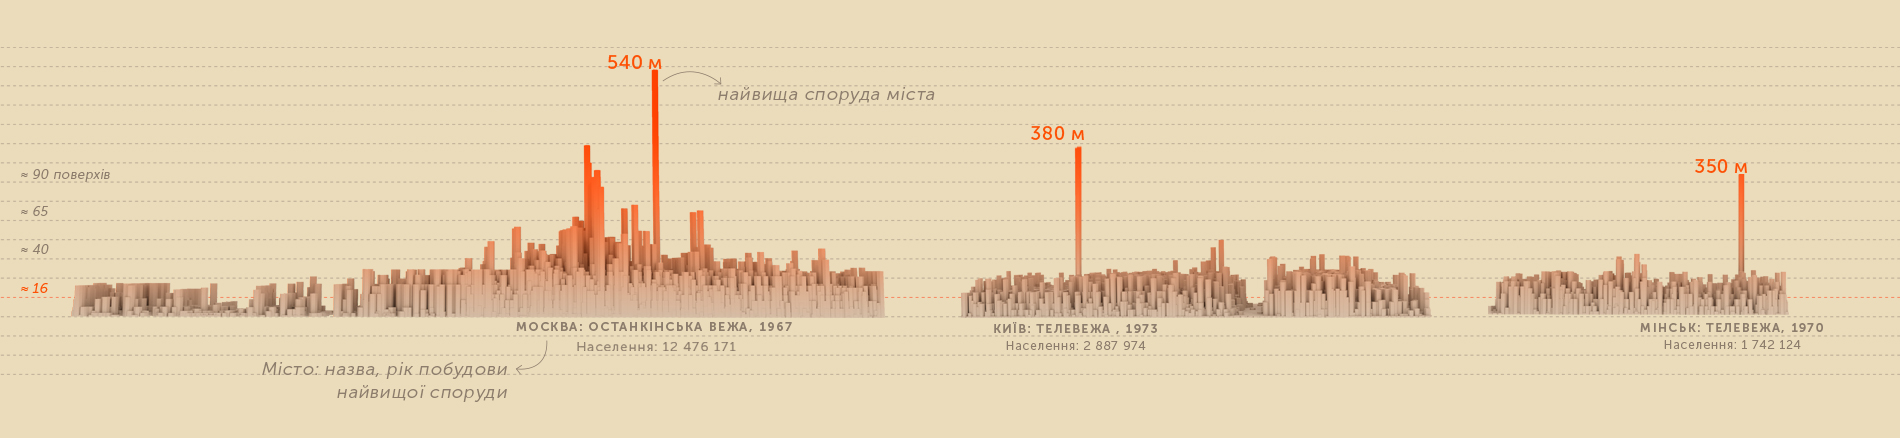 540 м
найвища споруда міста
380 м
350 м
≈ 90 поверхів
≈ 65
≈ 40
≈ 16
МОСКВА: ОСТАНКІНСЬКА ВЕЖА, 1967
Населення: 12 476 171
КИЇВ: ТЕЛЕВЕЖА , 1973
Населення: 2 887 974
МІНСЬК: ТЕЛЕВЕЖА, 1970
Населення: 1 742 124
Місто: назва, рік побудови
найвищої споруди